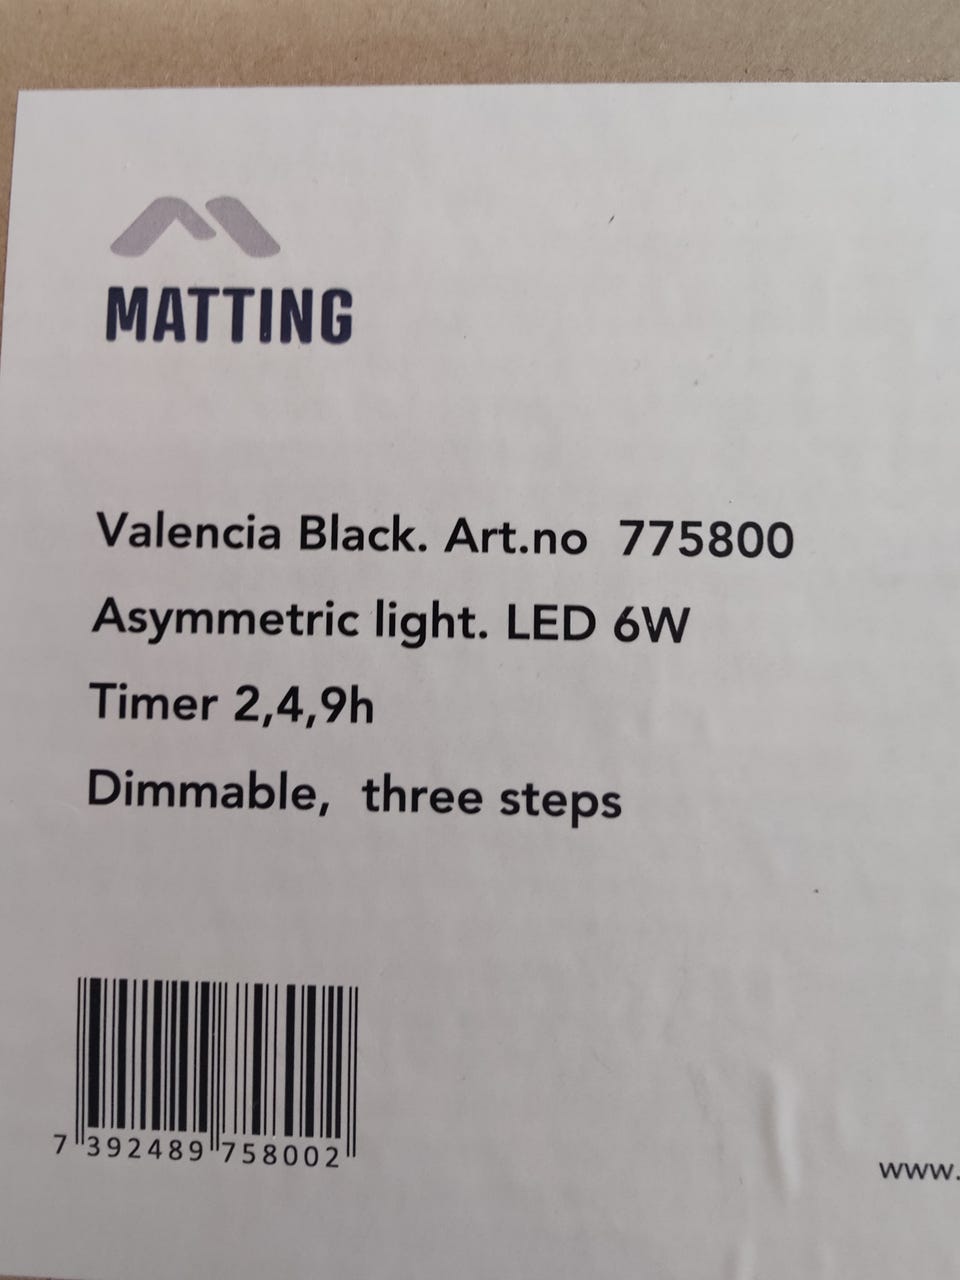 MATTING
Valencia Black. Art.no 775800
Asymmetric light. LED 6W
Timer 2,4,9h
Dimmable, three steps
7 392489 758002
www.